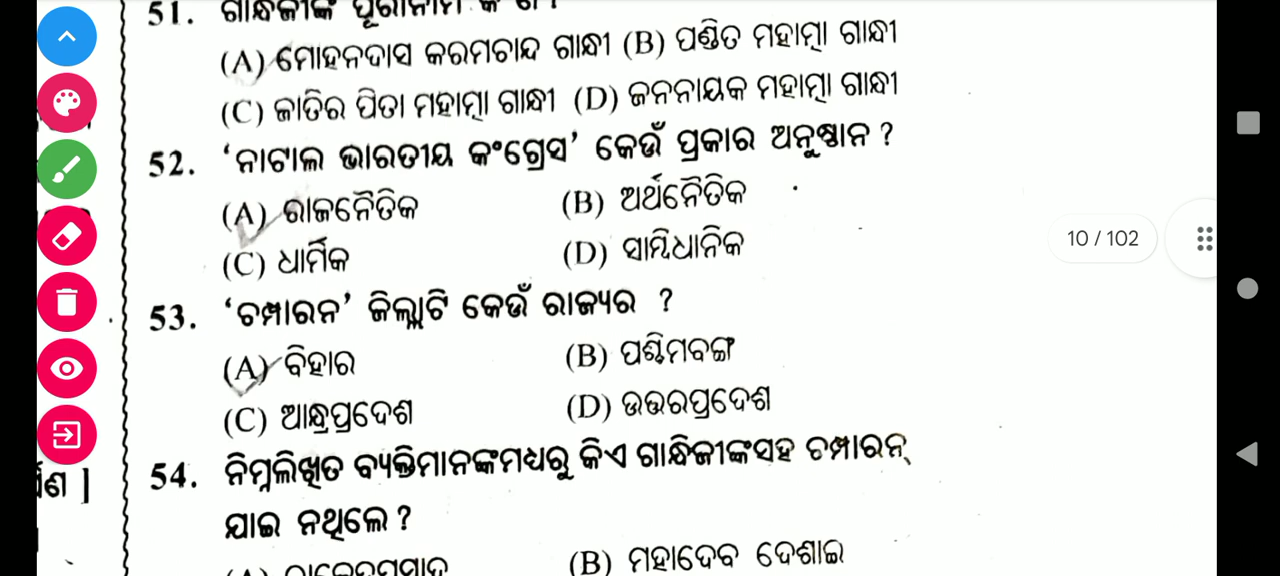 51. ଗାନ୍ଧିଜୀଙ୍କ ପୂରାନାମ କ'ଣ ?
(A) ମୋହନଦାସ କରମଚାନ୍ଦ ଗାନ୍ଧୀ (B) ପଣ୍ଡିତ ମହାତ୍ମା ଗାନ୍ଧୀ
(C) ଜାତିର ପିତା ମହାତ୍ମା ଗାନ୍ଧୀ (D) ଜନନାୟକ ମହାତ୍ମା ଗାନ୍ଧୀ
52. ‘ନାଟାଲ ଭାରତୀୟ କଂଗ୍ରେସ’ କେଉଁ ପ୍ରକାର ଅନୁଷ୍ଠାନ ?
(A) ରାଜନୈତିକ (B) ଅର୍ଥନୈତିକ
(C) ଧାର୍ମିକ (D) ସାମ୍ବିଧାନିକ
10 / 102
53. ‘ଚମ୍ପାରନ’ ଜିଲ୍ଲାଟି କେଉଁ ରାଜ୍ୟର ?
(A) ବିହାର (B) ପଶ୍ଚିମବଙ୍ଗ
(C) ଆନ୍ଧ୍ରପ୍ରଦେଶ (D) ଉତ୍ତରପ୍ରଦେଶ
54. ନିମ୍ନଲିଖିତ ବ୍ୟକ୍ତିମାନଙ୍କମଧ୍ୟରୁ କିଏ ଗାନ୍ଧିଜୀଙ୍କସହ ଚମ୍ପାରନ୍
ଯାଇ ନଥିଲେ ?
(B) ମହାଦେବ ଦେଶାଇ